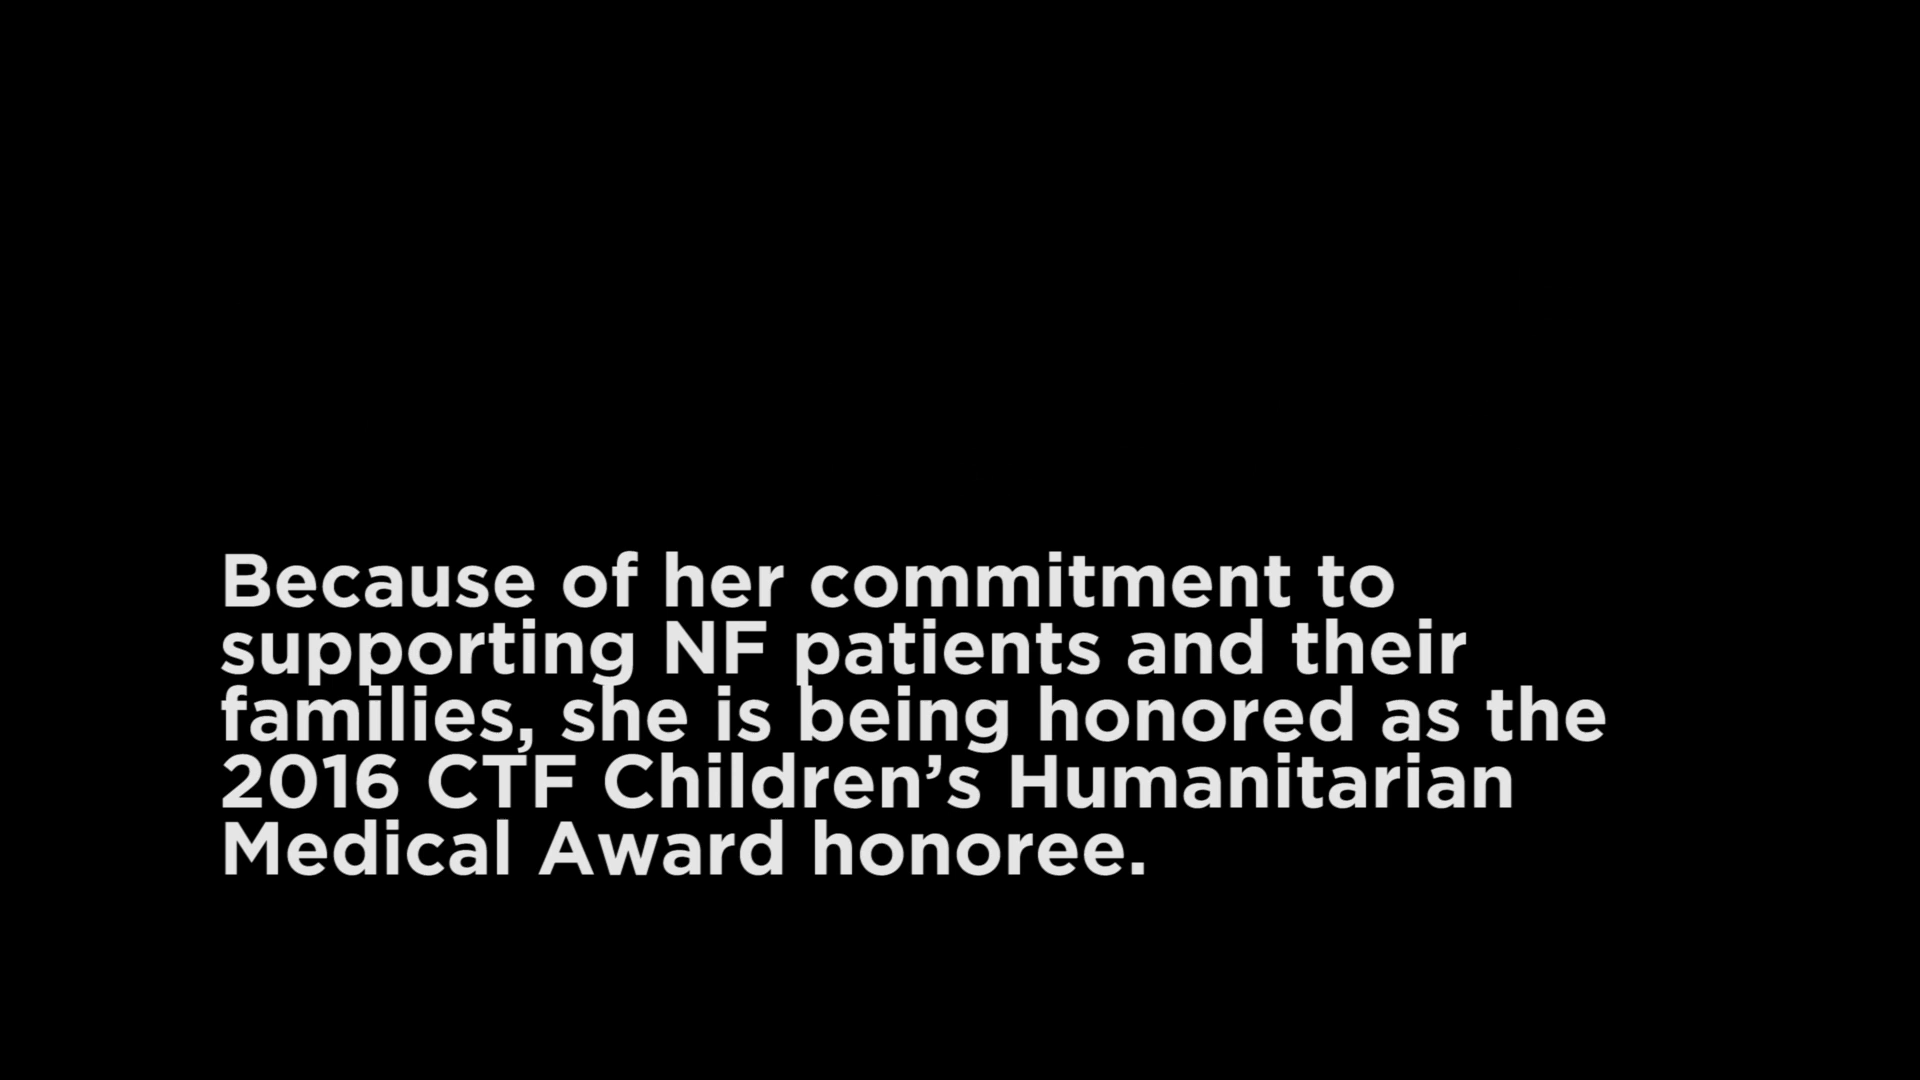 Because of her commitment to
supporting NF patients and their
families, she is being honored as the
2016 CTF Children’s Humanitarian
Medical Award honoree.